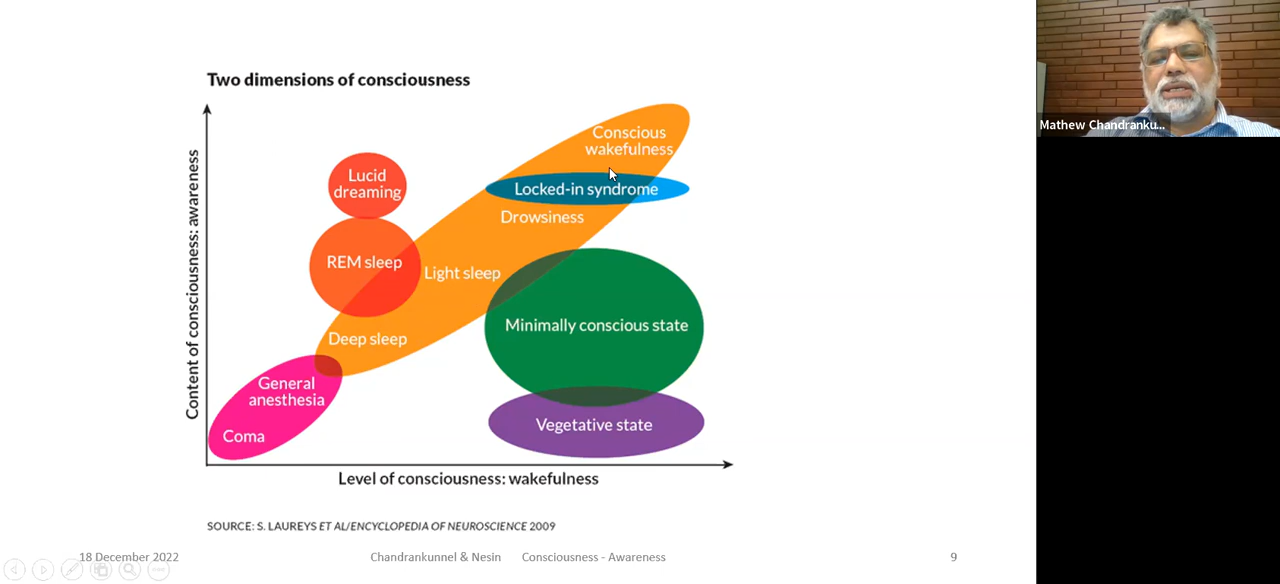 Two dimensions of consciousness
Content of consciousness: awareness
Conscious
wakefulness
Lucid
dreaming
Locked-in syndrome
Drowsiness
REM sleep
Light sleep
Minimally conscious state
Deep sleep
General
anesthesia
Vegetative state
Coma
Level of consciousness: wakefulness
SOURCE: S. LAUREYS ET AL/ENCYCLOPEDIA OF NEUROSCIENCE 2009
18 December 2022
Chandrankunnel & Nesin Consciousness - Awareness
9
Mathew Chandranku...